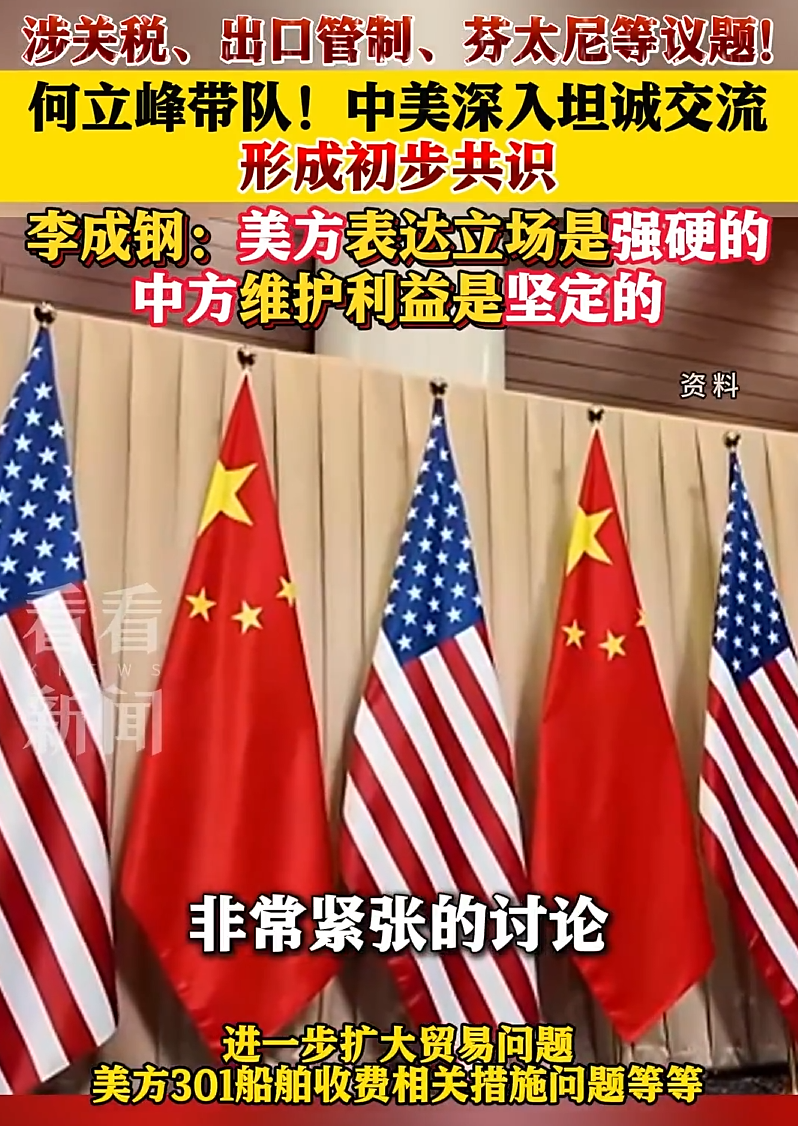 涉关税、出口管制、芬太尼等议题!
何立峰带队!中美深入坦诚交流
形成初步共识
李成钢:美方表达立场是强硬的
中方维护利益是坚定的
资料
看看
KNEWS
新闻
非常紧张的讨论
进一步扩大贸易问题
美方301船舶收费相关措施问题等等